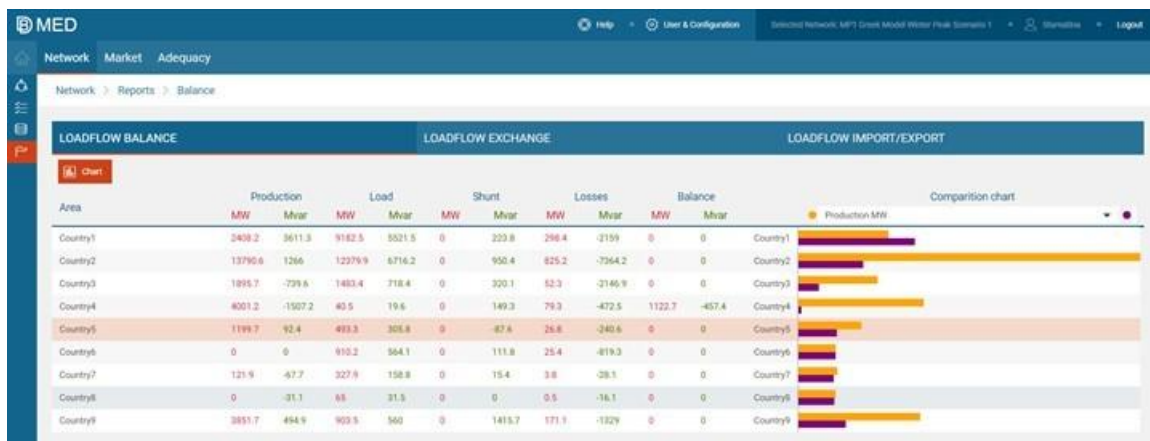 MED
Help
User & Configuration
Selected Network: MP1 Greek Model Winter Peak Scenario 1
Logout
Network Market Adequacy
Network > Reports > Balance
LOADFLOW BALANCE LOADFLOW EXCHANGE LOADFLOW IMPORT/EXPORT
Chart
Production Load Shunt Losses Balance Comparition chart
Area MW Mvar MW Mvar MW Mvar MW Mvar MW Mvar Production MW
Country1 2408.2 3611.3 9182.5 5521.5 0 223.8 298.4 -2159 0 0 Country1
Country2 13790.6 1266 12379.9 6716.2 0 950.4 825.2 -7364.2 0 0 Country2
Country3 1895.7 -739.6 1483.4 718.4 0 320.1 52.3 -2146.9 0 0 Country3
Country4 4001.2 -1507.2 40.5 19.6 0 149.3 79.3 -472.5 1122.7 -457.4 Country4
Country5 1199.7 92.4 493.3 305.8 0 -87.6 26.8 -240.6 0 0 Country5
Country6 0 0 910.2 564.1 0 111.8 25.4 -819.3 0 0 Country6
Country7 121.9 -67.7 327.9 158.8 0 15.4 3.8 -28.1 0 0 Country7
Country8 0 -31.1 65 31.5 0 0 0.5 -16.1 0 0 Country8
Country9 3851.7 494.9 903.5 560 0 1415.7 171.1 -1329 0 0 Country9